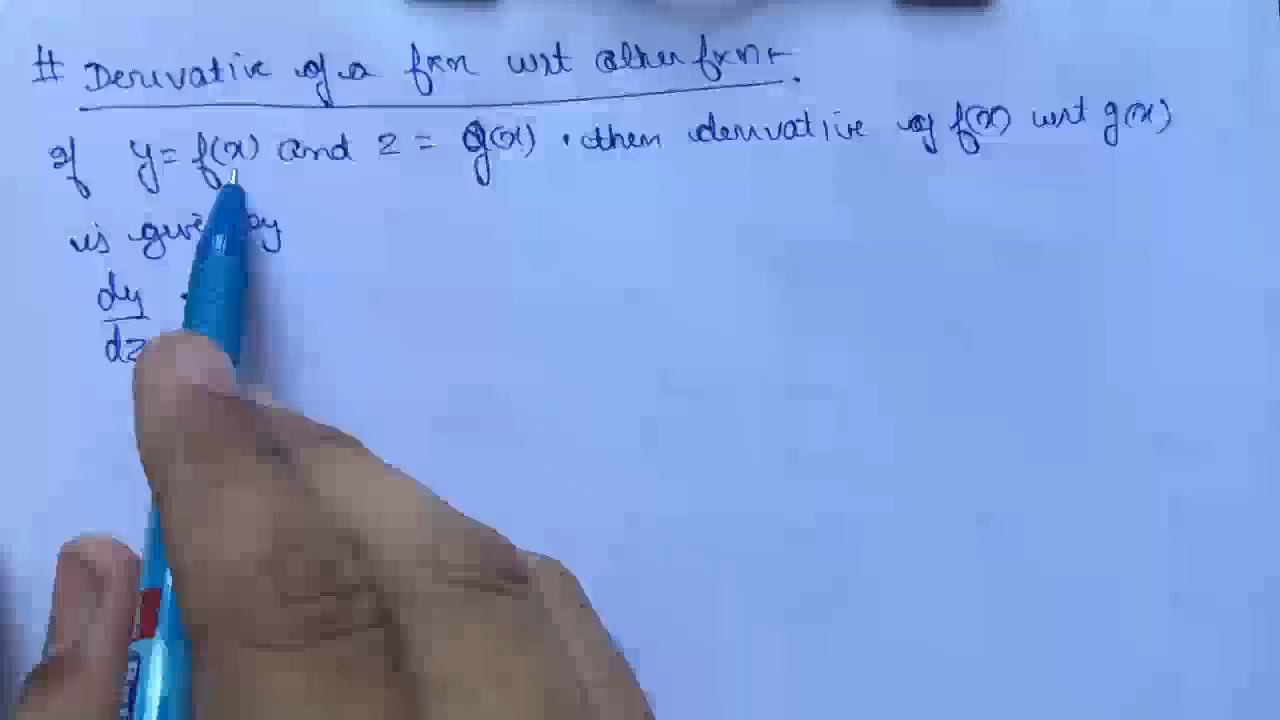 # Derivative of a fxn wrt other fxn:-
If y = f(x) and z = g(x) . then derivative of f(x) wrt g(x)
is given by
dy
dz